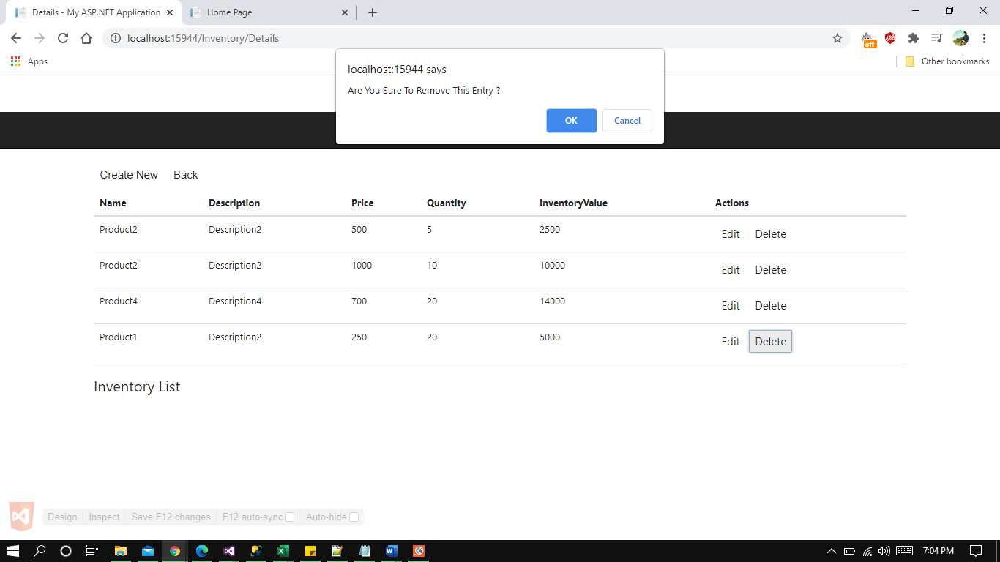 Details - My ASP.NET Application
Home Page
localhost:15944/Inventory/Details
off
ABP
Apps
Other bookmarks
localhost:15944 says
Are You Sure To Remove This Entry ?
OK Cancel
Create New Back
Name Description Price Quantity InventoryValue Actions
Product2 Description2 500 5 2500 Edit Delete
Product2 Description2 1000 10 10000 Edit Delete
Product4 Description4 700 20 14000 Edit Delete
Product1 Description2 250 20 5000 Edit Delete
Inventory List
Design Inspect Save F12 changes F12 auto-sync Auto-hide
7:04 PM